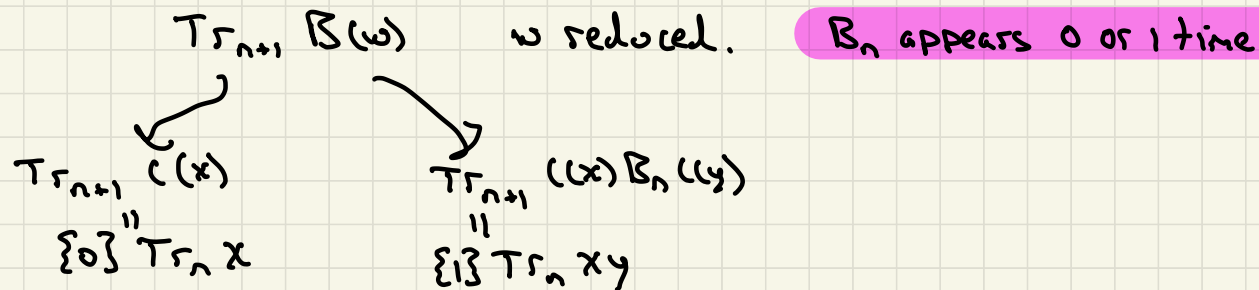 Tr_{n+1} B(w) w reduced. B_n appears 0 or 1 time
Tr_{n+1} C(x) Tr_{n+1} C(x) B_n C(y)
= =
{0} Tr_n x {1} Tr_n xy